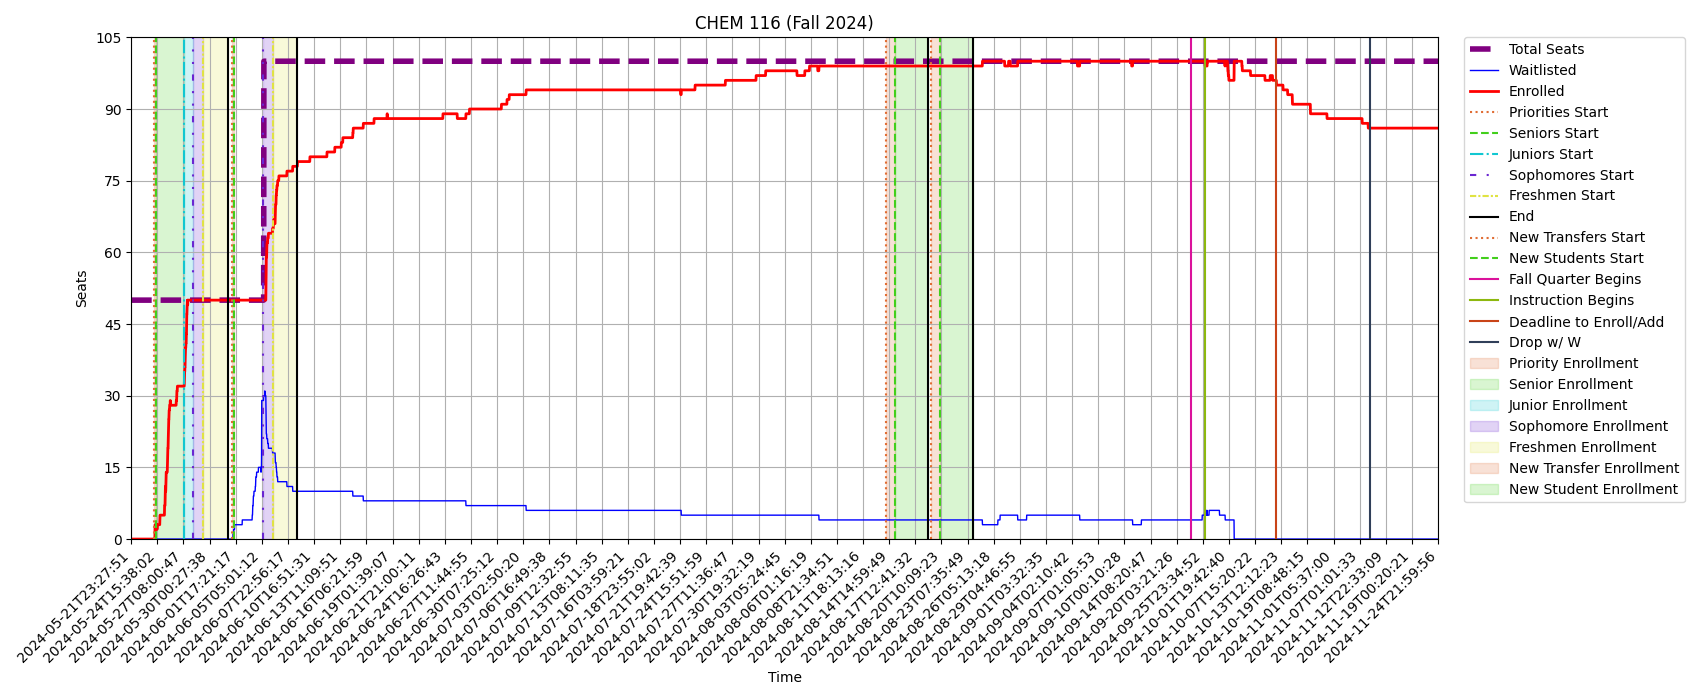 CHEM 116 (Fall 2024)
105
90
75
60
45
30
15
0
Seats
2024-05-21T23:27:51
2024-05-24T15:38:02
2024-05-27T08:00:47
2024-05-30T00:27:38
2024-06-01T17:21:17
2024-06-05T05:01:12
2024-06-07T22:56:17
2024-06-10T16:51:31
2024-06-13T11:09:51
2024-06-16T06:21:59
2024-06-19T01:39:07
2024-06-21T21:00:11
2024-06-24T16:26:43
2024-06-27T11:44:55
2024-06-30T07:25:12
2024-07-03T02:50:20
2024-07-06T16:49:38
2024-07-09T12:32:55
2024-07-13T08:11:35
2024-07-16T03:59:21
2024-07-18T23:55:02
2024-07-21T19:42:39
2024-07-24T15:51:59
2024-07-27T11:36:47
2024-07-30T19:32:19
2024-08-03T05:24:45
2024-08-06T01:16:19
2024-08-08T21:34:51
2024-08-11T18:13:16
2024-08-14T14:59:49
2024-08-17T12:41:32
2024-08-20T10:09:23
2024-08-23T07:35:49
2024-08-26T05:13:18
2024-08-29T04:46:55
2024-09-01T03:32:35
2024-09-04T02:10:42
2024-09-07T01:05:53
2024-09-10T00:10:28
2024-09-14T08:20:47
2024-09-20T03:21:26
2024-09-25T23:34:52
2024-10-01T19:42:40
2024-10-07T15:20:22
2024-10-13T12:12:23
2024-10-19T08:48:15
2024-11-01T05:37:00
2024-11-07T01:01:33
2024-11-12T22:33:09
2024-11-19T00:20:21
2024-11-24T21:59:56
Time
Total Seats
Waitlisted
Enrolled
Priorities Start
Seniors Start
Juniors Start
Sophomores Start
Freshmen Start
End
New Transfers Start
New Students Start
Fall Quarter Begins
Instruction Begins
Deadline to Enroll/Add
Drop w/ W
Priority Enrollment
Senior Enrollment
Junior Enrollment
Sophomore Enrollment
Freshmen Enrollment
New Transfer Enrollment
New Student Enrollment